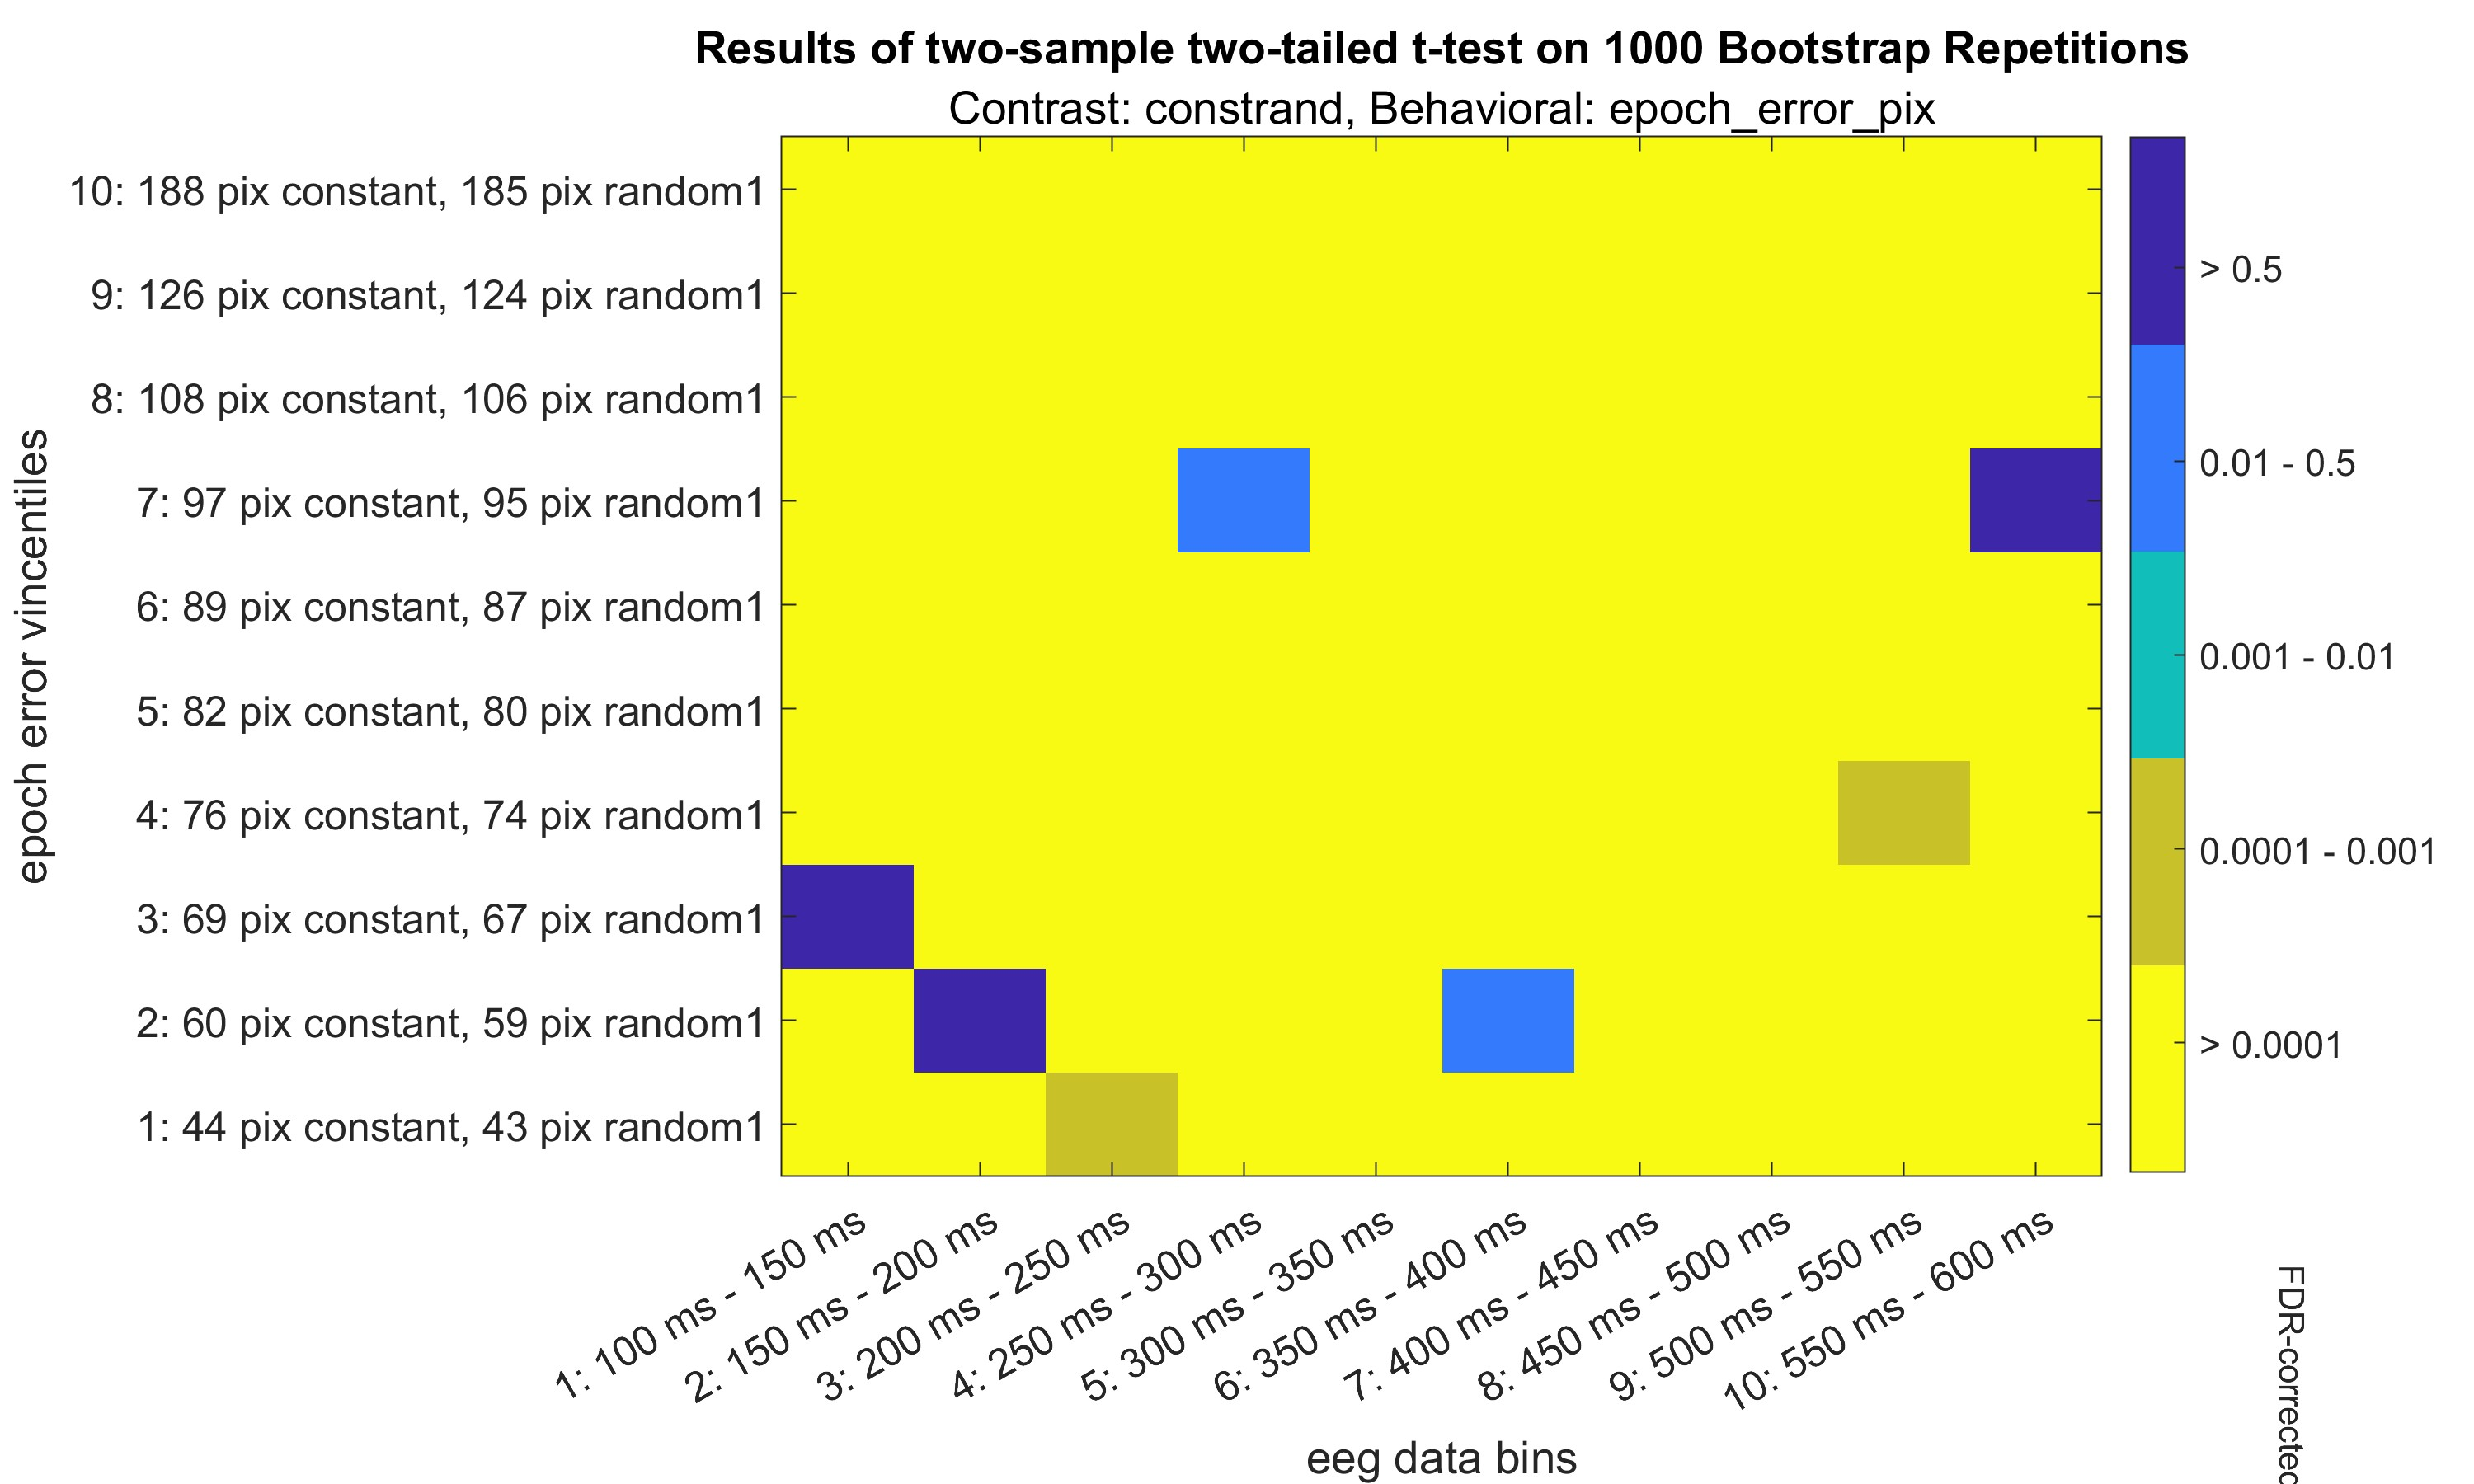 Results of two-sample two-tailed t-test on 1000 Bootstrap Repetitions
Contrast: constrand, Behavioral: epoch_error_pix
epoch error vincentiles
10: 188 pix constant, 185 pix random1
9: 126 pix constant, 124 pix random1
8: 108 pix constant, 106 pix random1
7: 97 pix constant, 95 pix random1
6: 89 pix constant, 87 pix random1
5: 82 pix constant, 80 pix random1
4: 76 pix constant, 74 pix random1
3: 69 pix constant, 67 pix random1
2: 60 pix constant, 59 pix random1
1: 44 pix constant, 43 pix random1
1: 100 ms - 150 ms
2: 150 ms - 200 ms
3: 200 ms - 250 ms
4: 250 ms - 300 ms
5: 300 ms - 350 ms
6: 350 ms - 400 ms
7: 400 ms - 450 ms
8: 450 ms - 500 ms
9: 500 ms - 550 ms
10: 550 ms - 600 ms
eeg data bins
> 0.5
0.01 - 0.5
0.001 - 0.01
0.0001 - 0.001
> 0.0001
FDR-corrected